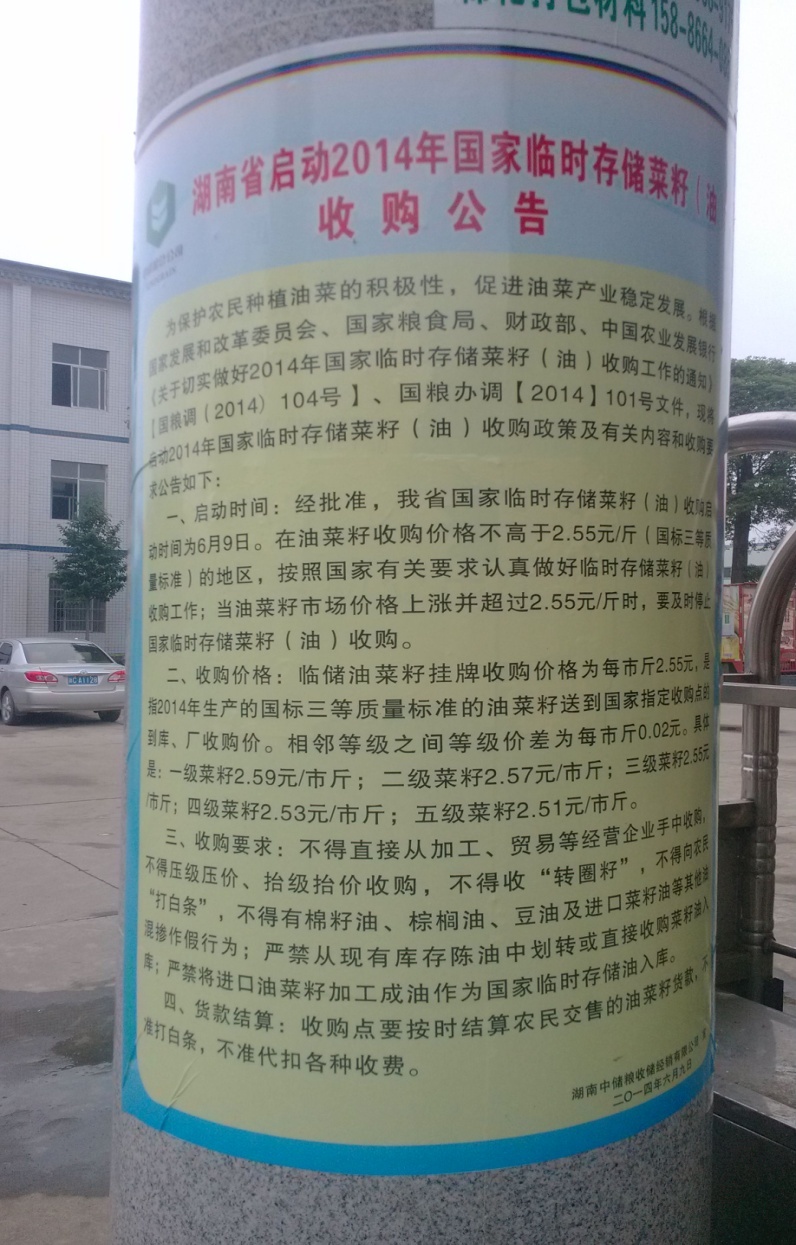 材料158-8664-0
湖南省启动2014年国家临时存储菜籽（油
收购公告
为保护农民种植油菜的积极性，促进油菜产业稳定发展。根据
国家发展和改革委员会、国家粮食局、财政部、中国农业发展银行
《关于切实做好2014年国家临时存储菜籽（油）收购工作的通知》
【国粮调（2014）104号】、国粮办调【2014】101号文件，现将
启动2014年国家临时存储菜籽（油）收购政策及有关内容和收购要
求公告如下：
一、启动时间：经批准，我省国家临时存储菜籽（油）收购启
动时间为6月9日。在油菜籽收购价格不高于2.55元/斤（国标三等质
量标准）的地区，按照国家有关要求认真做好临时存储菜籽（油）
收购工作；当油菜籽市场价格上涨并超过2.55元/斤时，要及时停止
国家临时存储菜籽（油）收购。
二、收购价格：临储油菜籽挂牌收购价格为每市斤2.55元，是
指2014年生产的国标三等质量标准的油菜籽送到国家指定收购点的
到库、厂收购价。相邻等级之间等级价差为每市斤0.02元。具体
是：一级菜籽2.59元/市斤；二级菜籽2.57元/市斤；三级菜籽2.55元
/市斤；四级菜籽2.53元/市斤；五级菜籽2.51元/市斤。
三、收购要求：不得直接从加工、贸易等经营企业手中收购，
不得压级压价、抬级抬价收购，不得收“转圈籽”，不得向农民
“打白条”，不得有棉籽油、棕榈油、豆油及进口菜籽油等其他油
混掺作假行为；严禁从现有库存陈油中划转或直接收购菜籽油入
库；严禁将进口油菜籽加工成油作为国家临时存储油入库。
四、货款结算：收购点要按时结算农民交售的油菜籽货款，不
准打白条，不准代扣各种收费。
湖南中储粮收储经销有限公司
二〇一四年六月九日